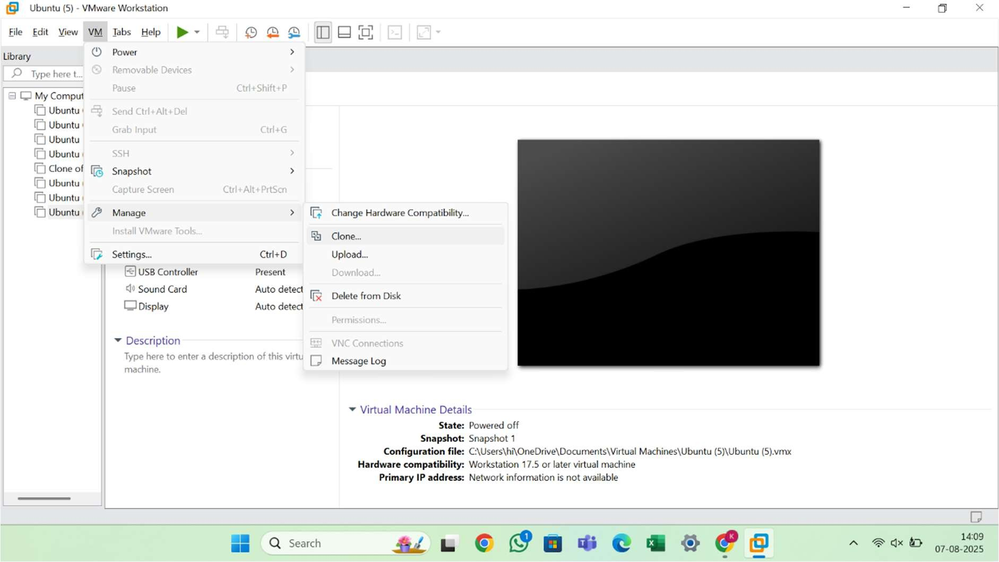 Ubuntu (5) - VMware Workstation
File Edit View VM Tabs Help
Library
Type here t...
My Comput
Ubuntu
Ubuntu
Ubuntu
Ubuntu
Clone of
Ubuntu
Ubuntu
Ubuntu
Power
Removable Devices
Pause Ctrl+Shift+P
Send Ctrl+Alt+Del
Grab Input Ctrl+G
SSH
Snapshot
Capture Screen Ctrl+Alt+PrtScn
Manage
Install VMware Tools...
Settings... Ctrl+D
Change Hardware Compatibility...
Clone...
Upload...
Download...
Delete from Disk
Permissions...
VNC Connections
Message Log
USB Controller Present
Sound Card Auto detect
Display Auto detect
Description
Type here to enter a description of this virtu
machine.
Virtual Machine Details
State: Powered off
Snapshot: Snapshot 1
Configuration file: C:\Users\hi\OneDrive\Documents\Virtual Machines\Ubuntu (5)\Ubuntu (5).vmx
Hardware compatibility: Workstation 17.5 or later virtual machine
Primary IP address: Network information is not available
Search
1
K
14:09
07-08-2025